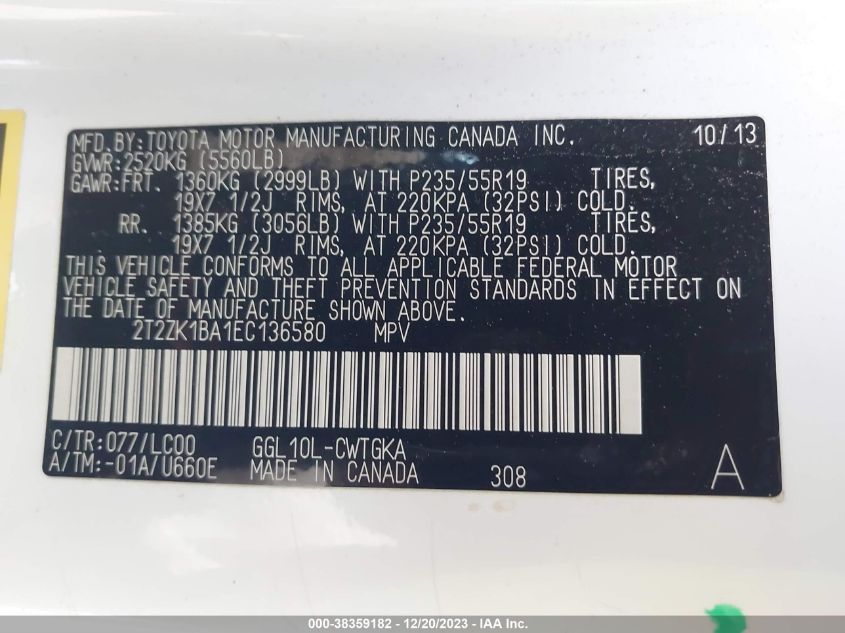 MFD.BY:TOYOTA MOTOR MANUFACTURING CANADA INC. 10/13
GVWR:2520KG (5560LB)
GAWR:FRT. 1360KG (2999LB) WITH P235/55R19 TIRES,
19X7 1/2J RIMS, AT 220KPA (32PSI) COLD.
RR. 1385KG (3056LB) WITH P235/55R19 TIRES,
19X7 1/2J RIMS, AT 220KPA (32PSI) COLD.
THIS VEHICLE CONFORMS TO ALL APPLICABLE FEDERAL MOTOR
VEHICLE SAFETY AND THEFT PREVENTION STANDARDS IN EFFECT ON
THE DATE OF MANUFACTURE SHOWN ABOVE.
2T2ZK1BA1EC136580 MPV
C/TR:077/LC00 GGL10L-CWTGKA
A/TM:-01A/U660E MADE IN CANADA 308 A
000-38359182 — 12/20/2023 — IAA Inc.